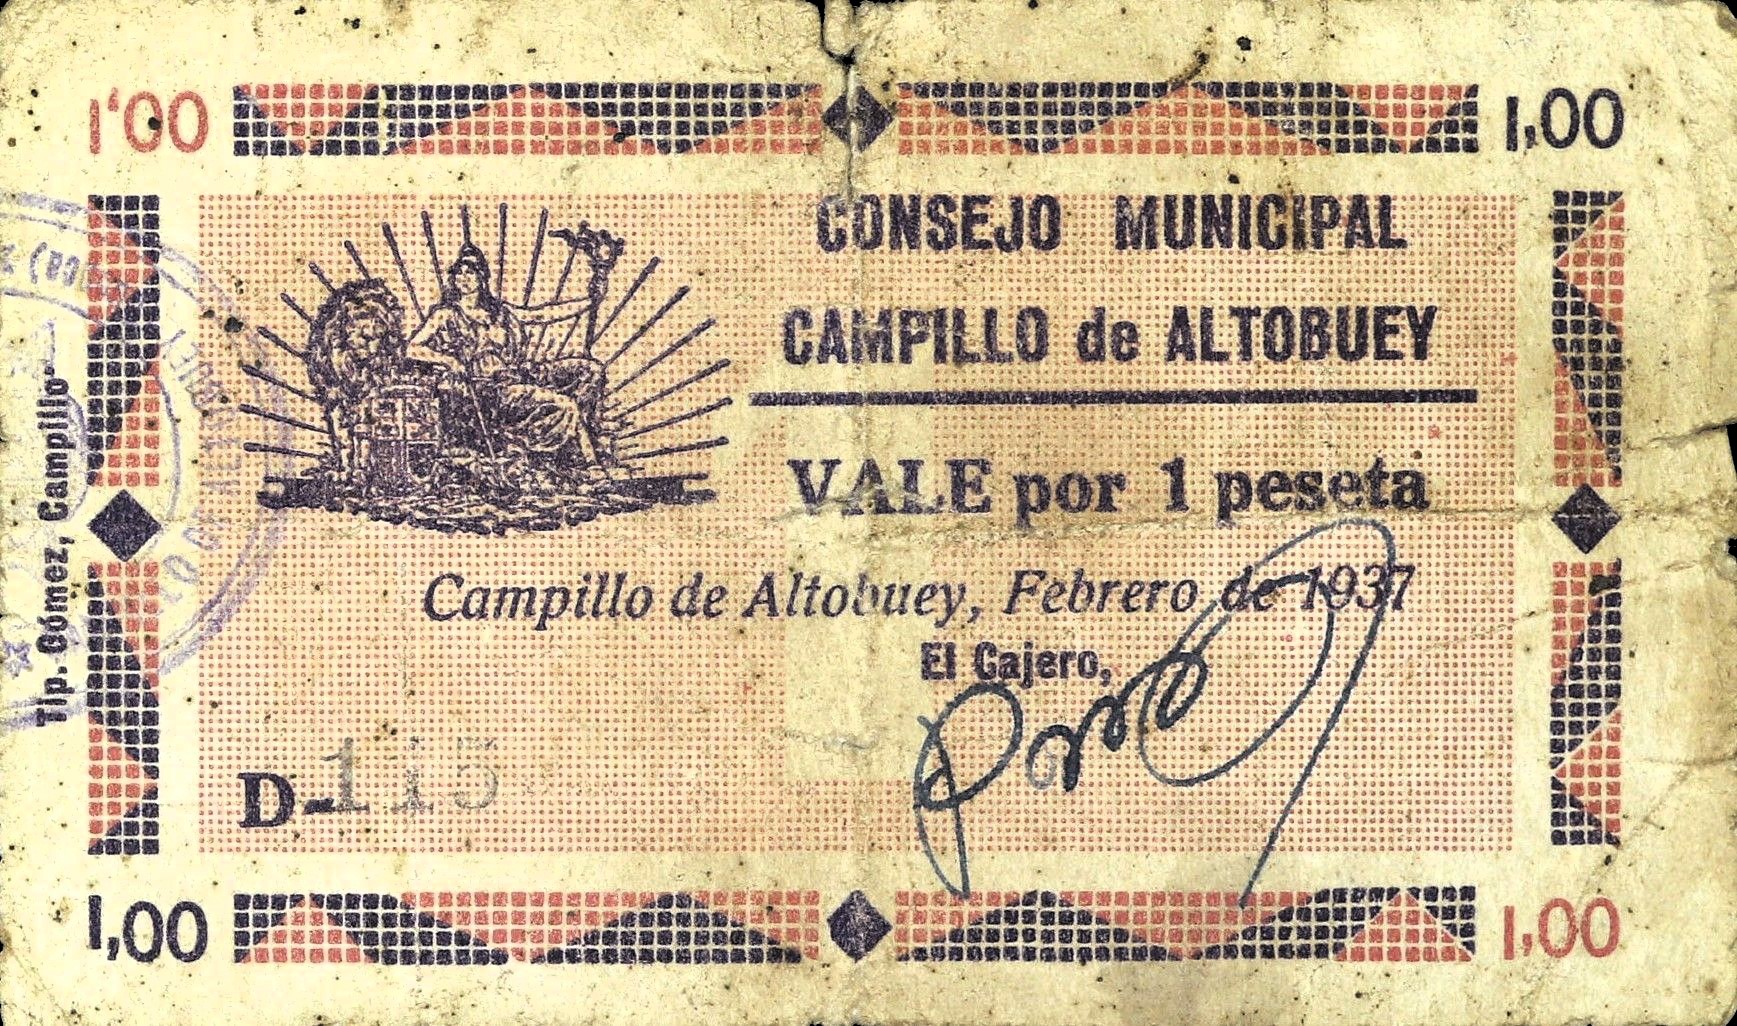 1'00
1,00
CONSEJO MUNICIPAL
CAMPILLO de ALTOBUEY
VALE por 1 peseta
Campillo de Altobuey, Febrero de 1937
El Cajero,
D-115
Tip. Gómez, Campillo.
1,00
1,00